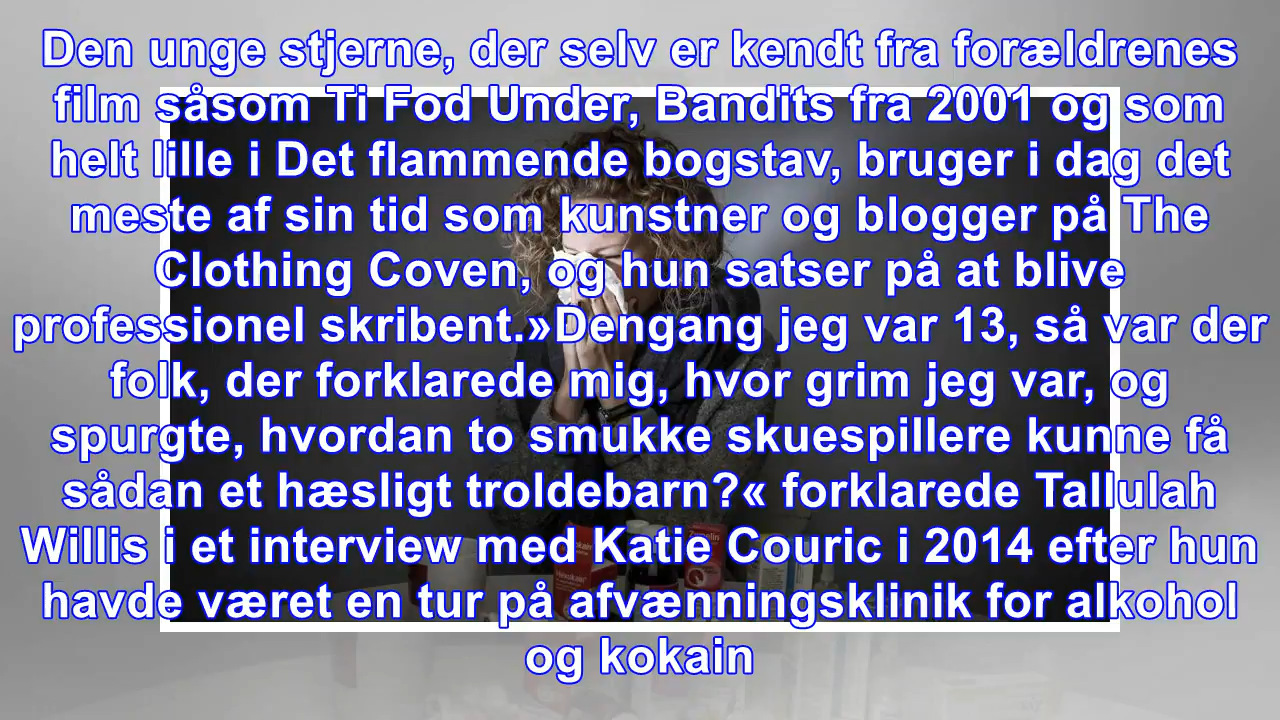 Den unge stjerne, der selv er kendt fra forældrenes
film såsom Ti Fod Under, Bandits fra 2001 og som
helt lille i Det flammende bogstav, bruger i dag det
meste af sin tid som kunstner og blogger på The
Clothing Coven, og hun satser på at blive
professionel skribent.»Dengang jeg var 13, så var der
folk, der forklarede mig, hvor grim jeg var, og
spurgte, hvordan to smukke skuespillere kunne få
sådan et hæsligt troldebarn?« forklarede Tallulah
Willis i et interview med Katie Couric i 2014 efter hun
havde været en tur på afvænningsklinik for alkohol
og kokain